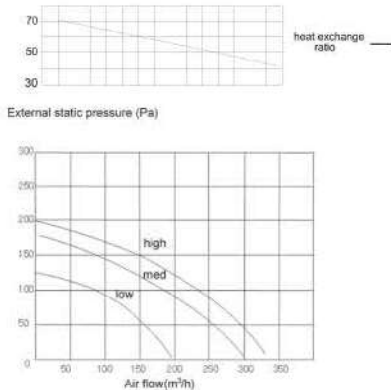 70
50
30
heat exchange
ratio
External static pressure (Pa)
300
250
200
150
100
50
0
high
med
low
50 100 150 200 250 300 350
Air flow(m³/h)